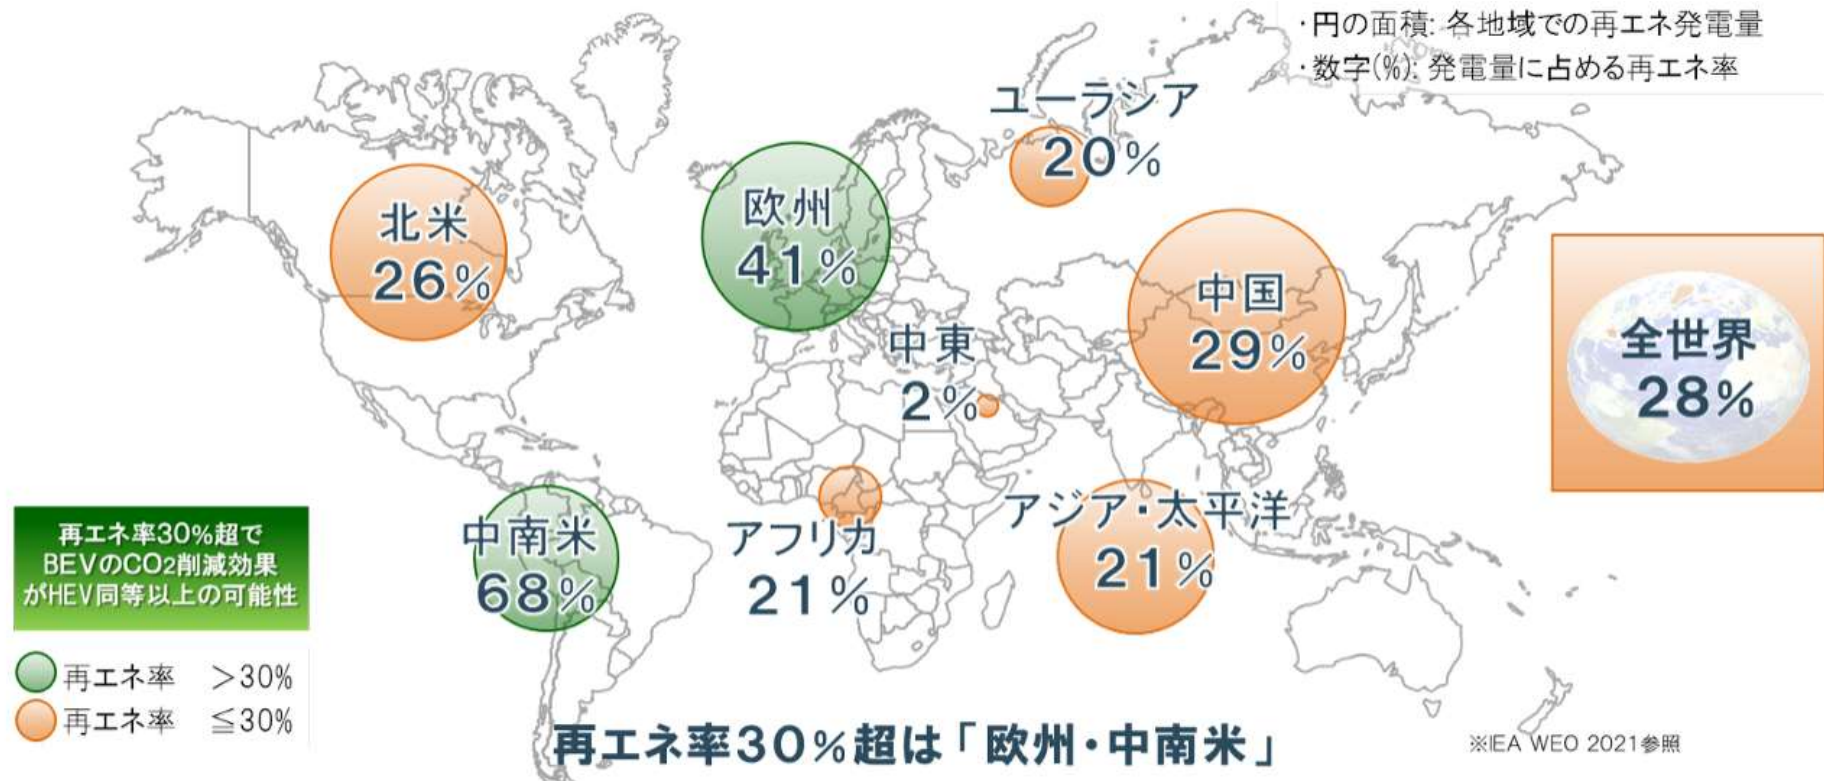 ・円の面積: 各地域での再エネ発電量
・数字(%): 発電量に占める再エネ率
ユーラシア
20%
北米
26%
欧州
41%
中国
29%
中東
2%
全世界
28%
中南米
68%
アフリカ
21%
アジア・太平洋
21%
再エネ率30%超で
BEVのCO2削減効果
がHEV同等以上の可能性
再エネ率 >30%
再エネ率 ≦30%
再エネ率30%超は「欧州・中南米」
※IEA WEO 2021参照